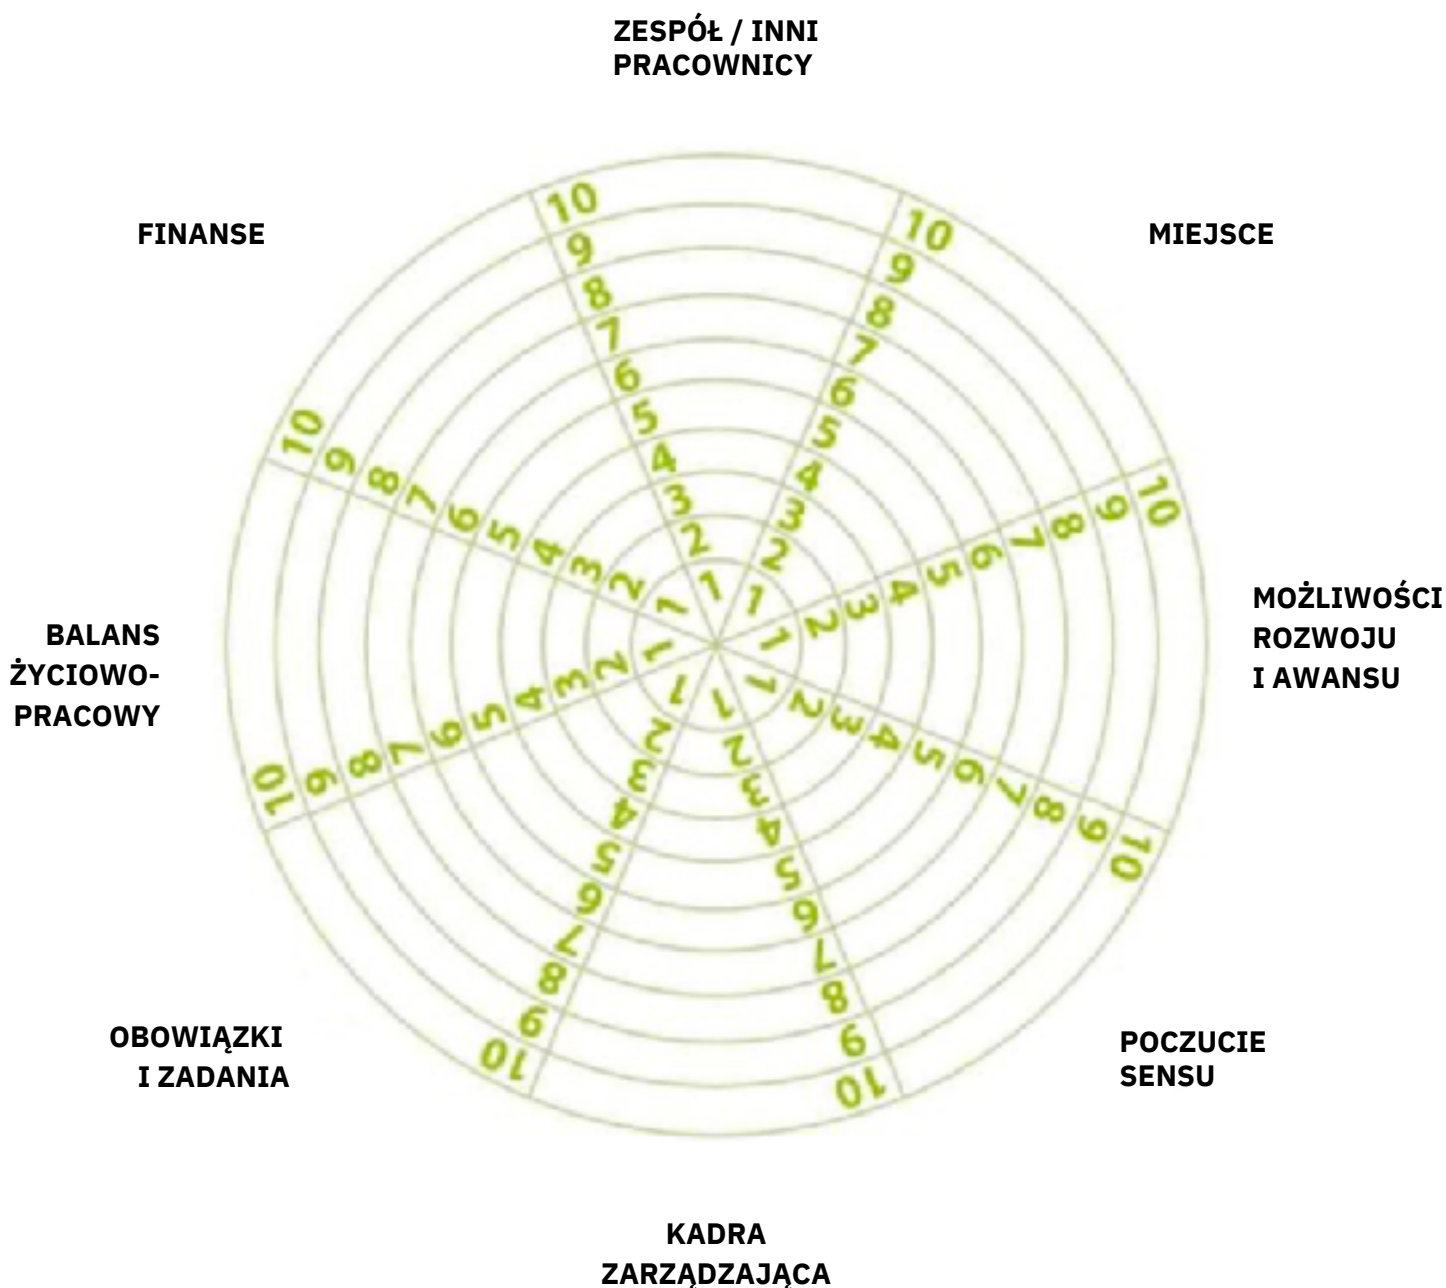 ZESPÓŁ / INNI
PRACOWNICY
FINANSE
MIEJSCE
10 9 8 7 6 5 4 3 2 1
10 9 8 7 6 5 4 3 2 1
10 9 8 7 6 5 4 3 2 1
10 9 8 7 6 5 4 3 2 1
MOŻLIWOŚCI
ROZWOJU
I AWANSU
BALANS
ŻYCIOWO-
PRACOWY
1 2 3 4 5 6 7 8 9 10
1 2 3 4 5 6 7 8 9 10
1 2 3 4 5 6 7 8 9 10
1 2 3 4 5 6 7 8 9 10
OBOWIĄZKI
I ZADANIA
POCZUCIE
SENSU
KADRA
ZARZĄDZAJĄCA